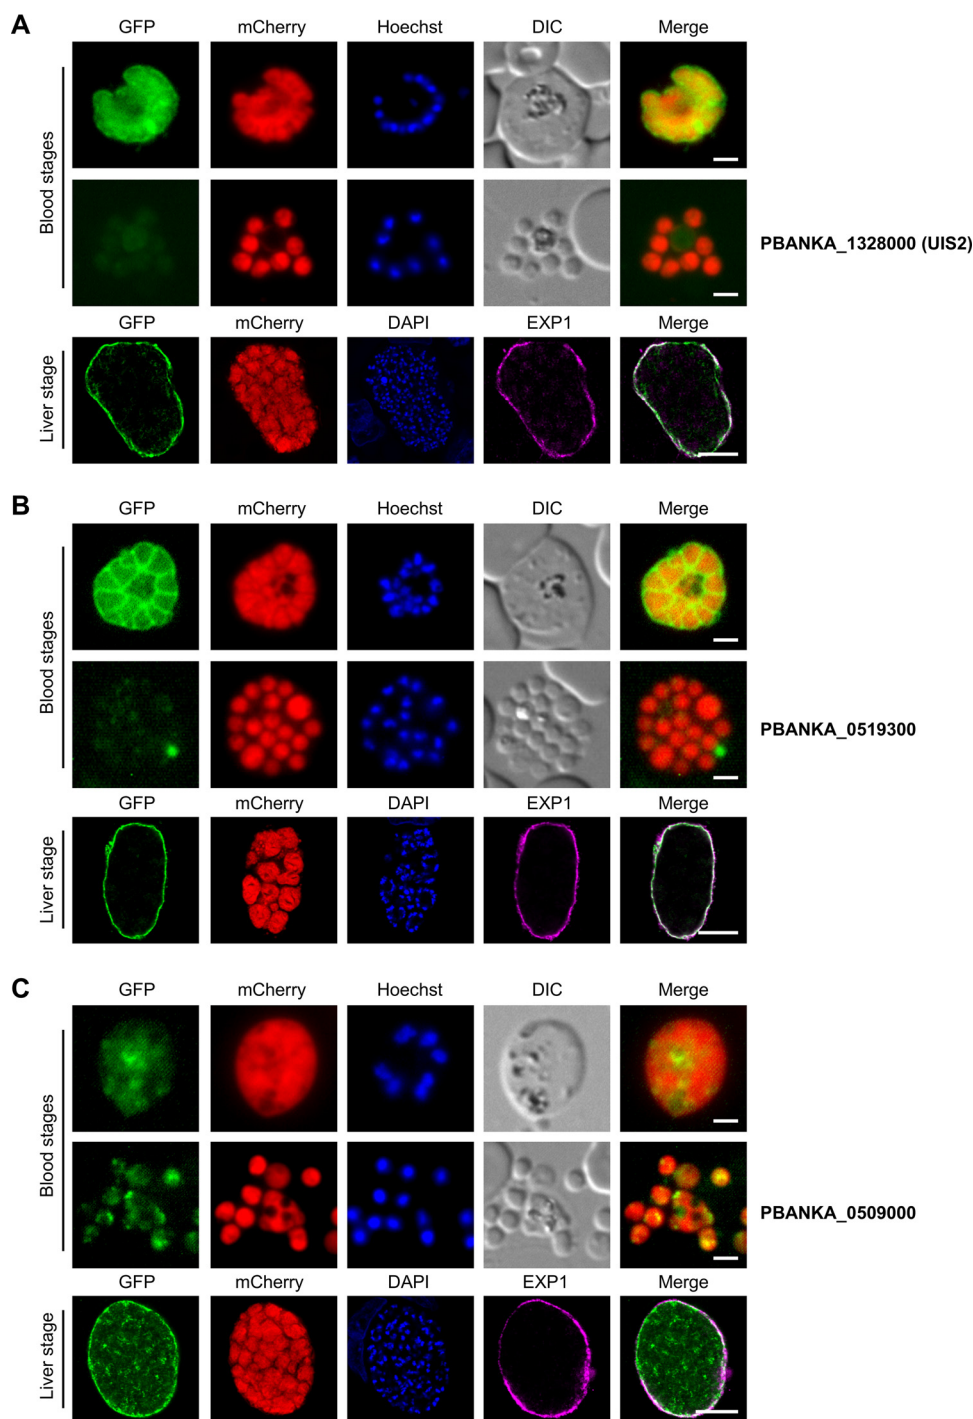 A
GFP mCherry Hoechst DIC Merge
Blood stages
PBANKA_1328000 (UIS2)
GFP mCherry DAPI EXP1 Merge
Liver stage
B
GFP mCherry Hoechst DIC Merge
Blood stages
PBANKA_0519300
GFP mCherry DAPI EXP1 Merge
Liver stage
C
GFP mCherry Hoechst DIC Merge
Blood stages
PBANKA_0509000
GFP mCherry DAPI EXP1 Merge
Liver stage